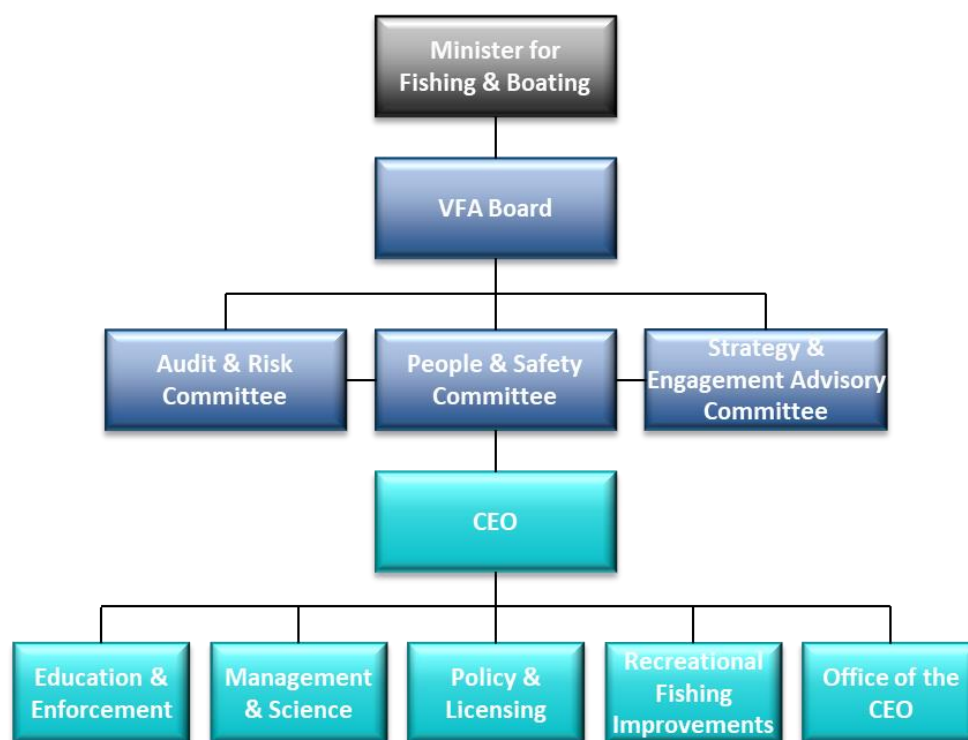 Minister for
Fishing & Boating
VFA Board
Audit & Risk
Committee
People & Safety
Committee
Strategy &
Engagement Advisory
Committee
CEO
Education &
Enforcement
Management
& Science
Policy &
Licensing
Recreational
Fishing
Improvements
Office of the
CEO